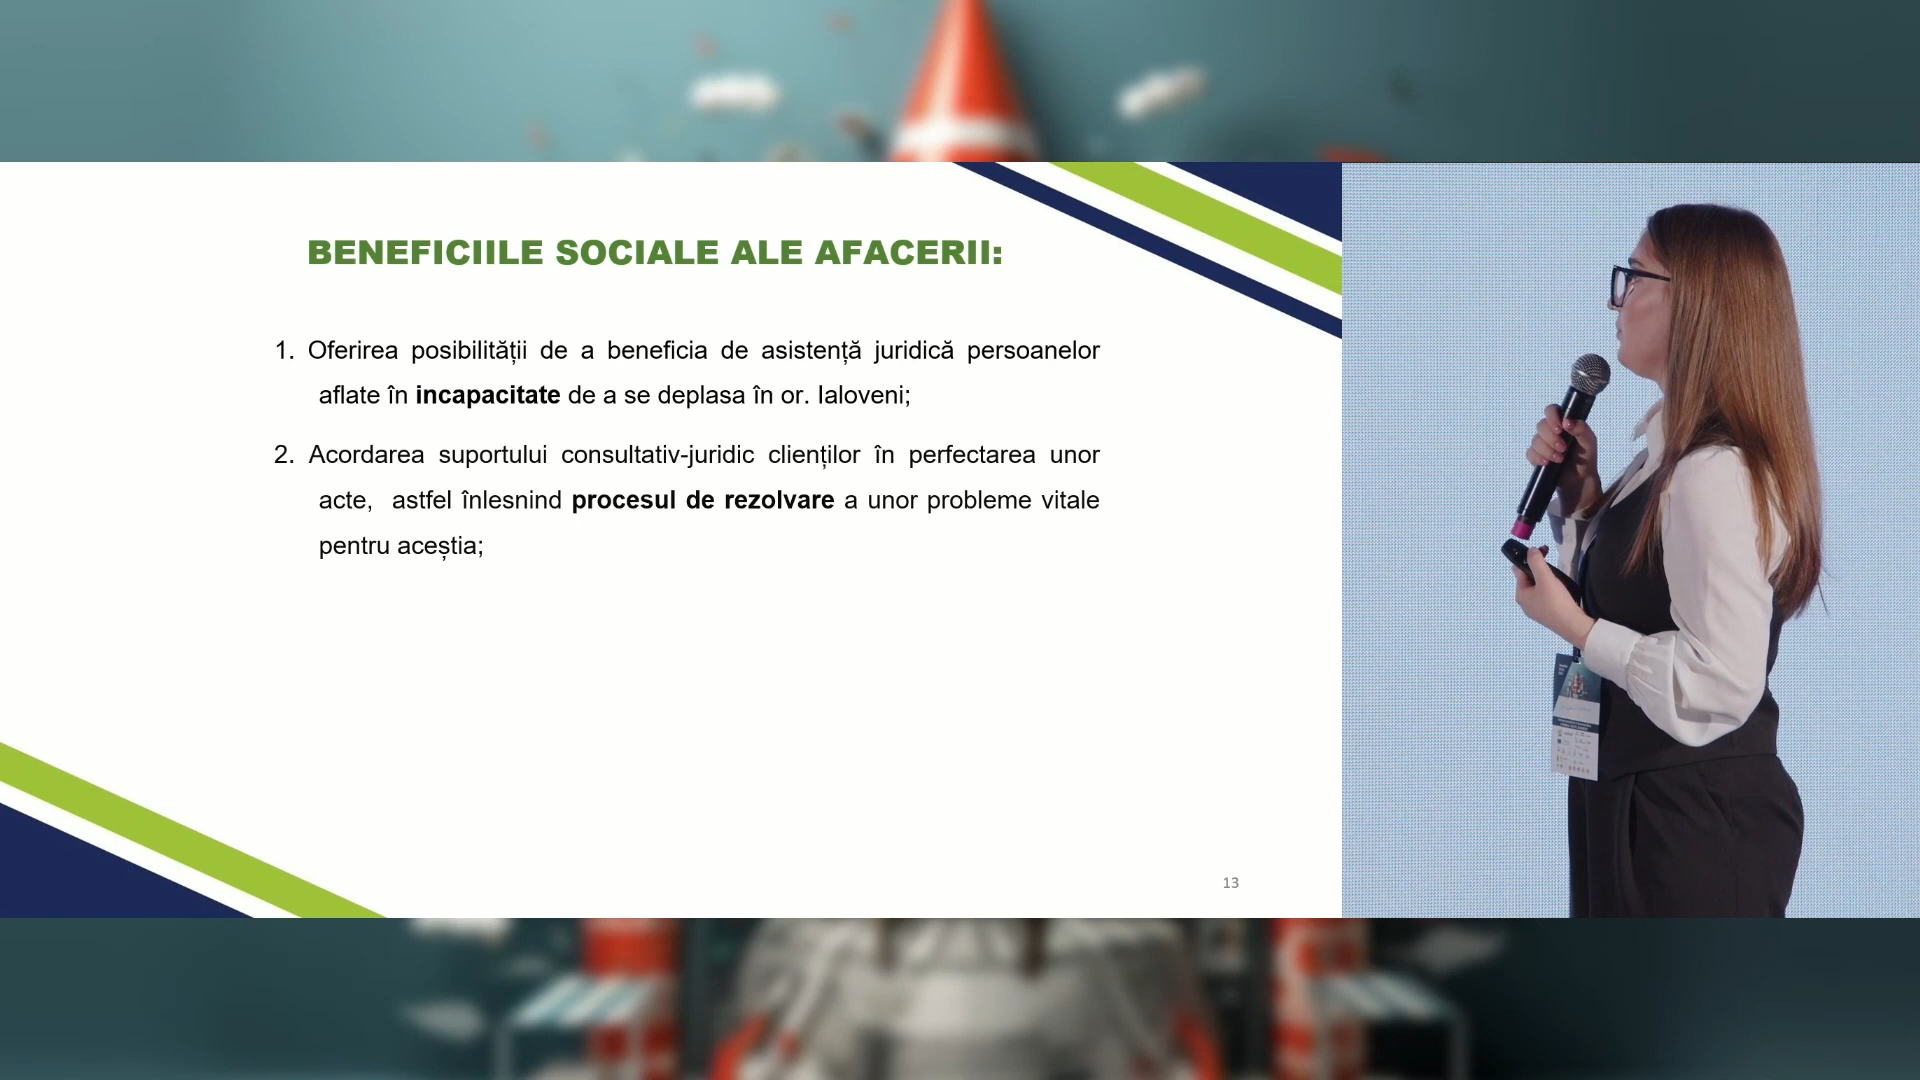 BENEFICIILE SOCIALE ALE AFACERII:
1. Oferirea posibilității de a beneficia de asistență juridică persoanelor
aflate în incapacitate de a se deplasa în or. Ialoveni;
2. Acordarea suportului consultativ-juridic clienților în perfectarea unor
acte, astfel înlesnind procesul de rezolvare a unor probleme vitale
pentru aceștia;
13